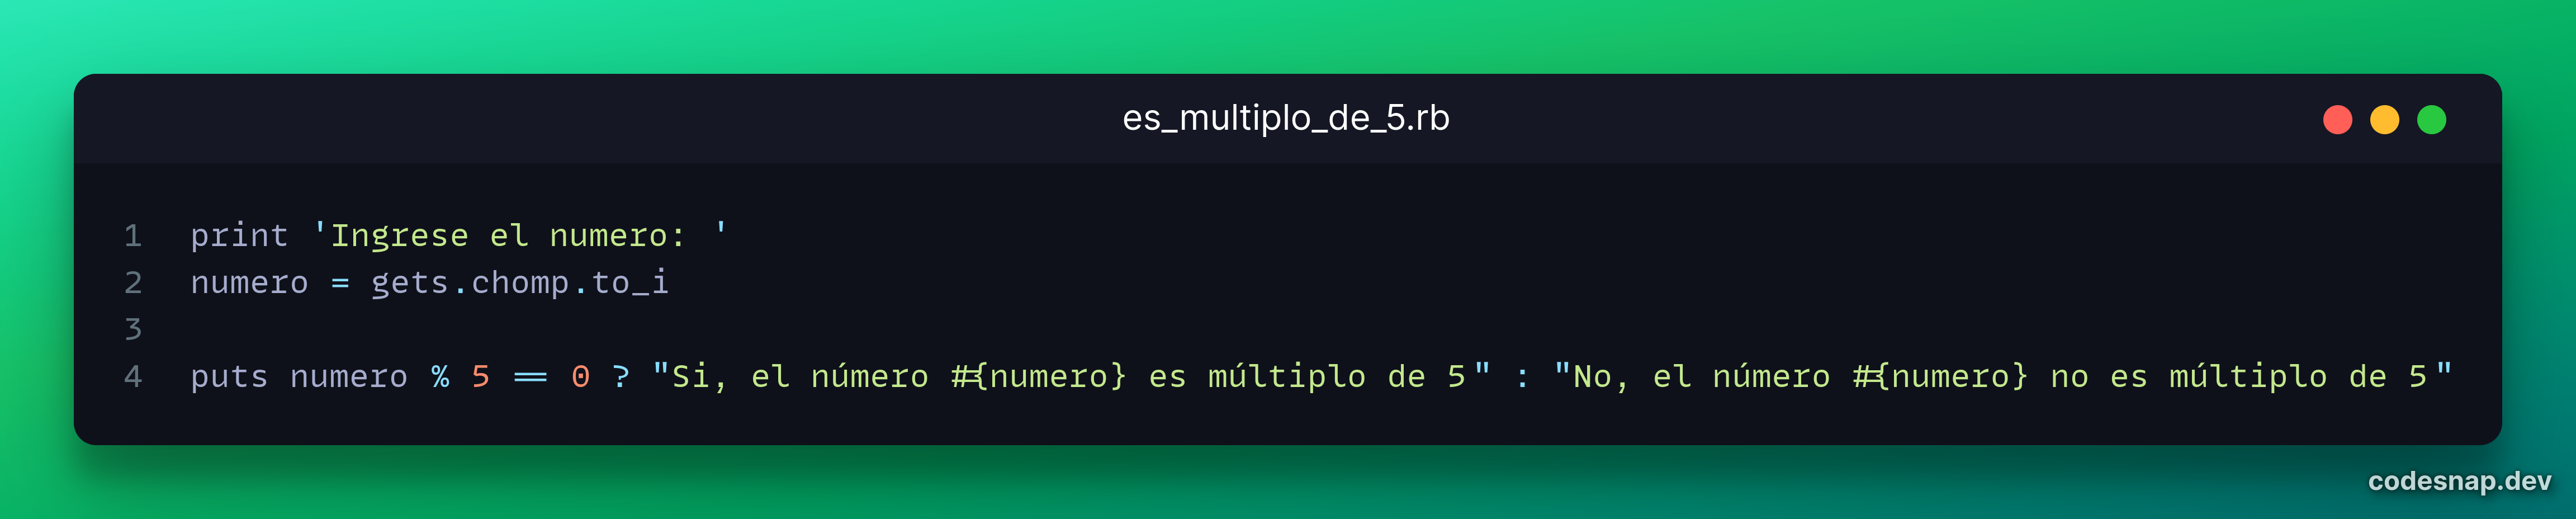 es_multiplo_de_5.rb
1 print 'Ingrese el numero: '
2 numero = gets.chomp.to_i
3
4 puts numero % 5 == 0 ? "Si, el número #{numero} es múltiplo de 5" : "No, el número #{numero} no es múltiplo de 5"
codesnap.dev